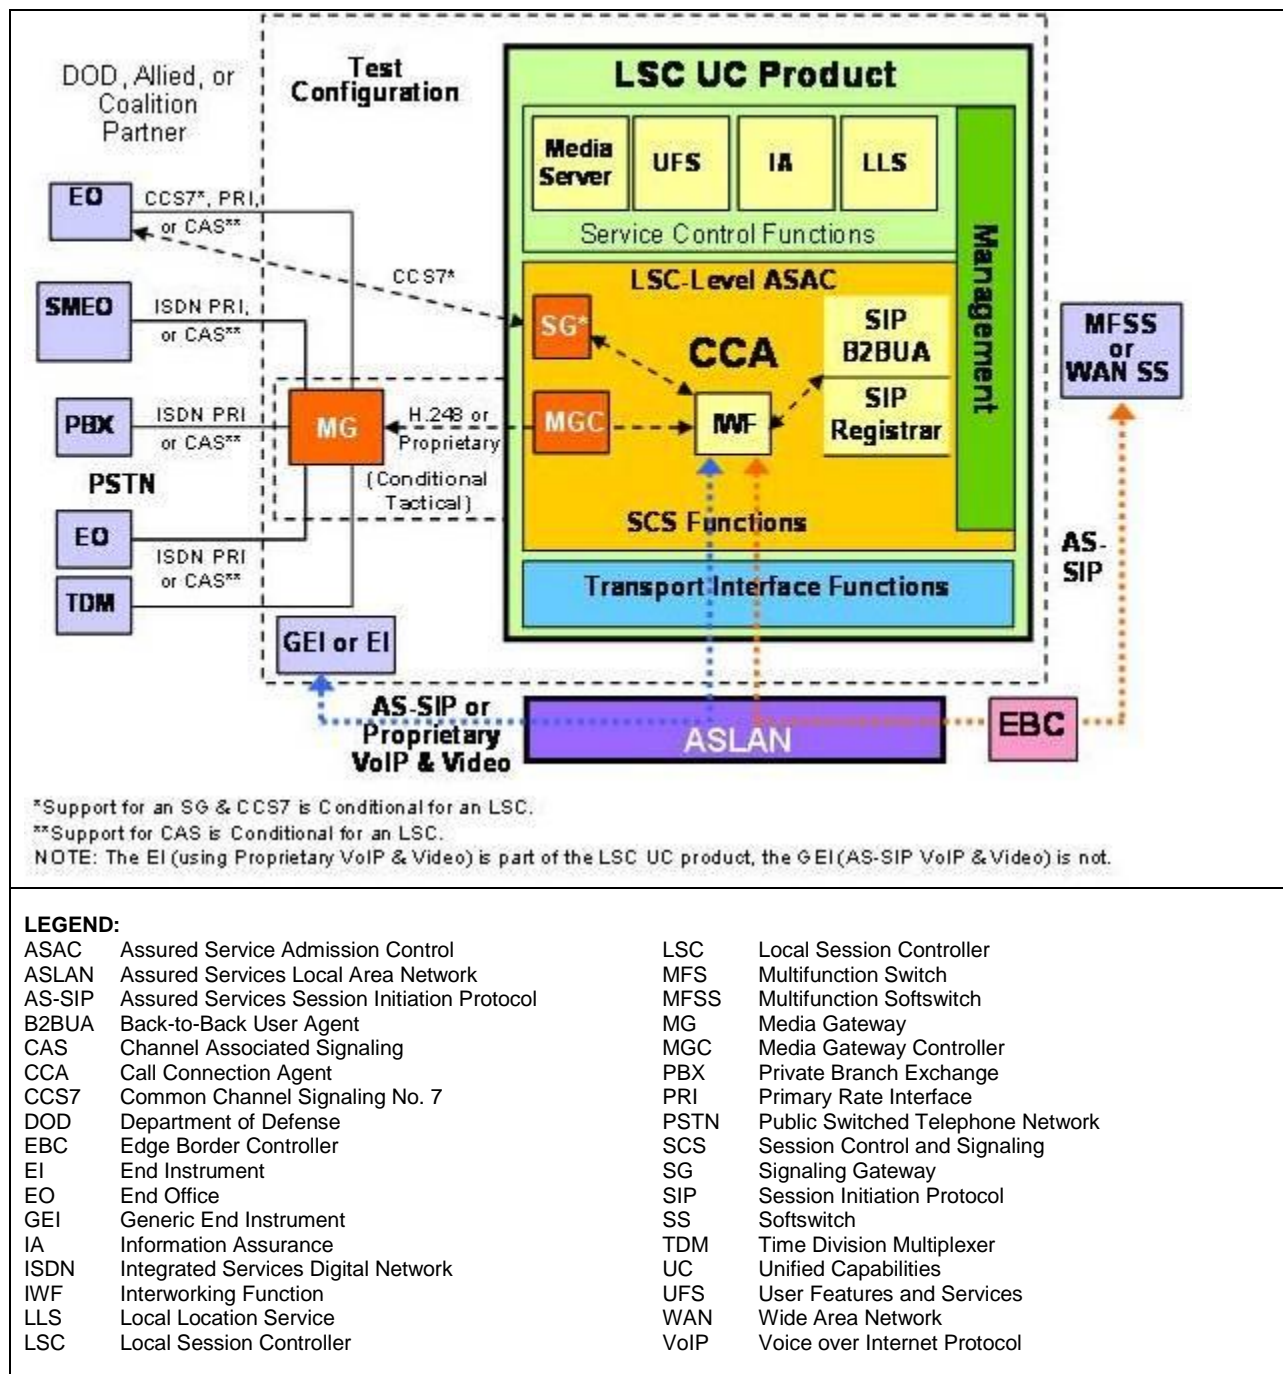 DOD, Allied, or
Coalition
Partner
Test
Configuration
LSC UC Product
Media
Server
UFS
IA
LLS
Service Control Functions
Management
EO
CCS7*, PRI,
or CAS**
CCS7*
LSC-Level ASAC
SMEO
ISDN PRI,
or CAS**
SG*
CCA
SIP
B2BUA
SIP
Registrar
MFSS
or
WAN SS
PBX
ISDN PRI
or CAS**
MG
H.248 or
Proprietary
MGC
IWF
(Conditional
Tactical)
PSTN
EO
ISDN PRI
or CAS**
TDM
SCS Functions
AS-
SIP
Transport Interface Functions
GEI or EI
AS-SIP or
Proprietary
VoIP & Video
ASLAN
EBC
*Support for an SG & CCS7 is Conditional for an LSC.
**Support for CAS is Conditional for an LSC.
NOTE: The EI (using Proprietary VoIP & Video) is part of the LSC UC product, the GEI (AS-SIP VoIP & Video) is not.
LEGEND:
ASAC Assured Service Admission Control
ASLAN Assured Services Local Area Network
AS-SIP Assured Services Session Initiation Protocol
B2BUA Back-to-Back User Agent
CAS Channel Associated Signaling
CCA Call Connection Agent
CCS7 Common Channel Signaling No. 7
DOD Department of Defense
EBC Edge Border Controller
EI End Instrument
EO End Office
GEI Generic End Instrument
IA Information Assurance
ISDN Integrated Services Digital Network
IWF Interworking Function
LLS Local Location Service
LSC Local Session Controller
LSC Local Session Controller
MFS Multifunction Switch
MFSS Multifunction Softswitch
MG Media Gateway
MGC Media Gateway Controller
PBX Private Branch Exchange
PRI Primary Rate Interface
PSTN Public Switched Telephone Network
SCS Session Control and Signaling
SG Signaling Gateway
SIP Session Initiation Protocol
SS Softswitch
TDM Time Division Multiplexer
UC Unified Capabilities
UFS User Features and Services
WAN Wide Area Network
VoIP Voice over Internet Protocol